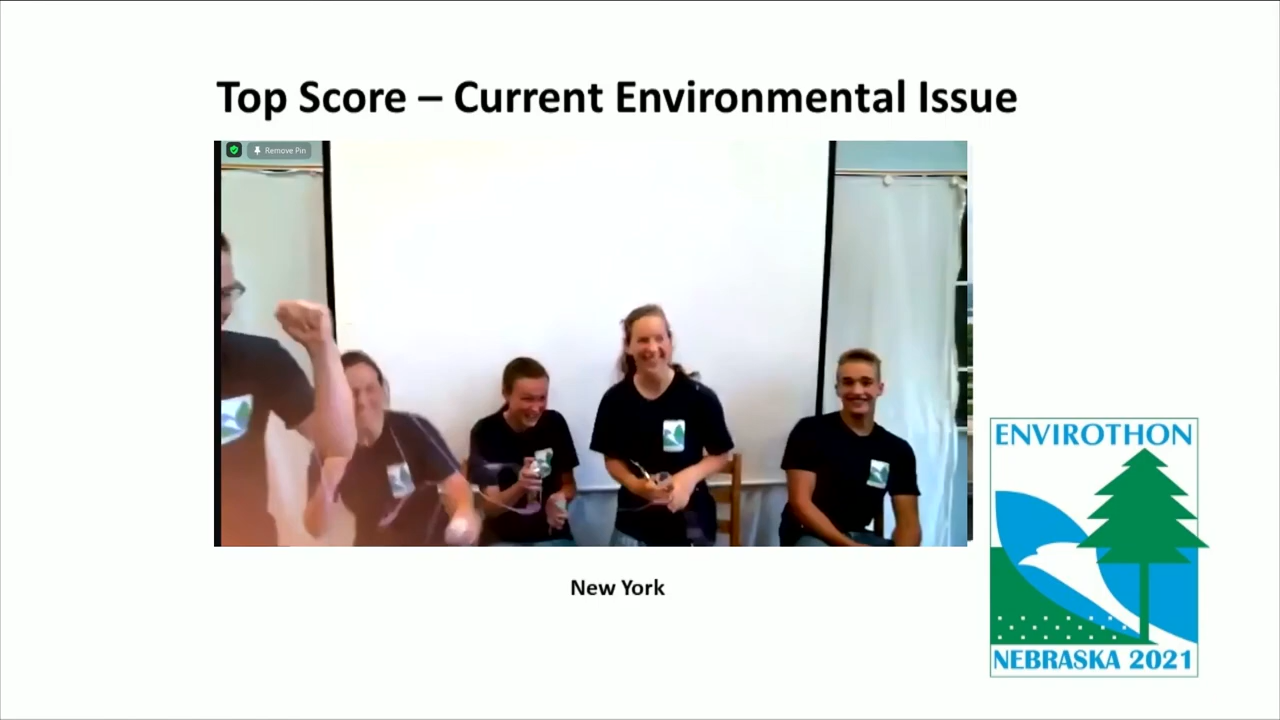 Top Score – Current Environmental Issue
Remove Pin
New York
ENVIROTHON
NEBRASKA 2021